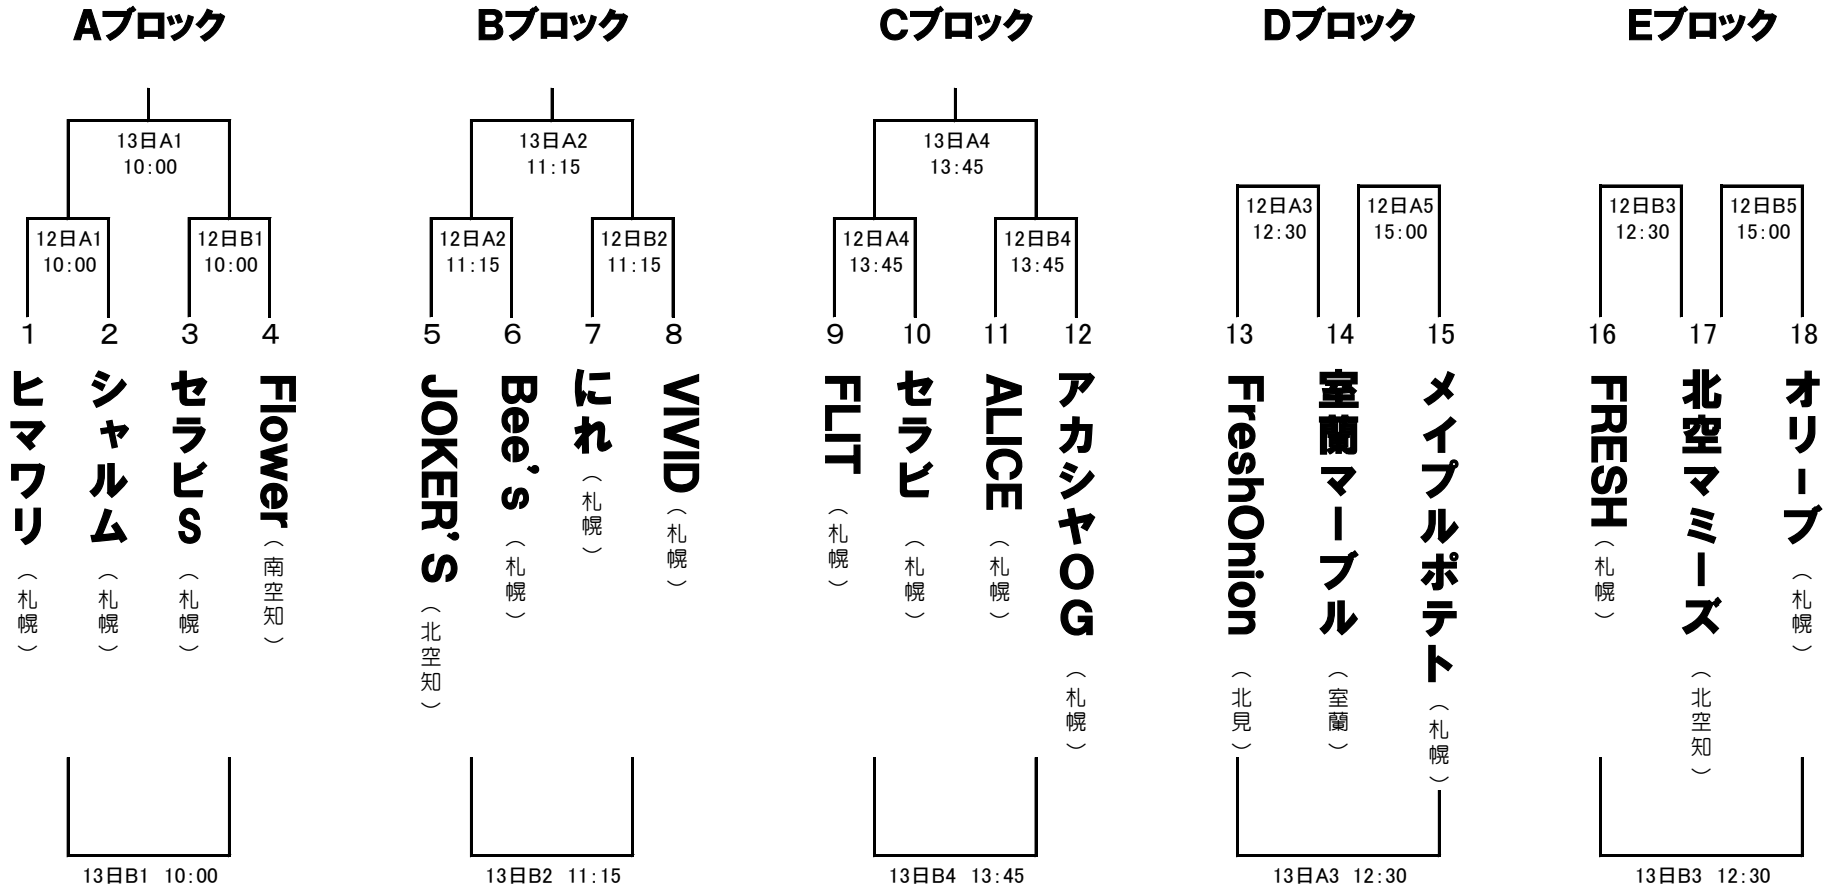 Aブロック
Bブロック
Cブロック
Dブロック
Eブロック
13日A1
10:00
13日A2
11:15
13日A4
13:45
12日A1
10:00
12日B1
10:00
12日A2
11:15
12日B2
11:15
12日A4
13:45
12日B4
13:45
12日A3
12:30
12日A5
15:00
12日B3
12:30
12日B5
15:00
1
ヒマワリ（札幌）
2
シャルム（札幌）
3
セラビS（札幌）
4
Flower（南空知）
5
JOKER'S（北空知）
6
Bee's（札幌）
7
にれ（札幌）
8
VIVID（札幌）
9
FLIT（札幌）
10
セラビ（札幌）
11
ALICE（札幌）
12
アカシヤOG（札幌）
13
FreshOnion（北見）
14
室蘭マーブル（室蘭）
15
メイプルポテト（札幌）
16
FRESH（札幌）
17
北空マミーズ（北空知）
18
オリーブ（札幌）
13日B1 10:00
13日B2 11:15
13日B4 13:45
13日A3 12:30
13日B3 12:30